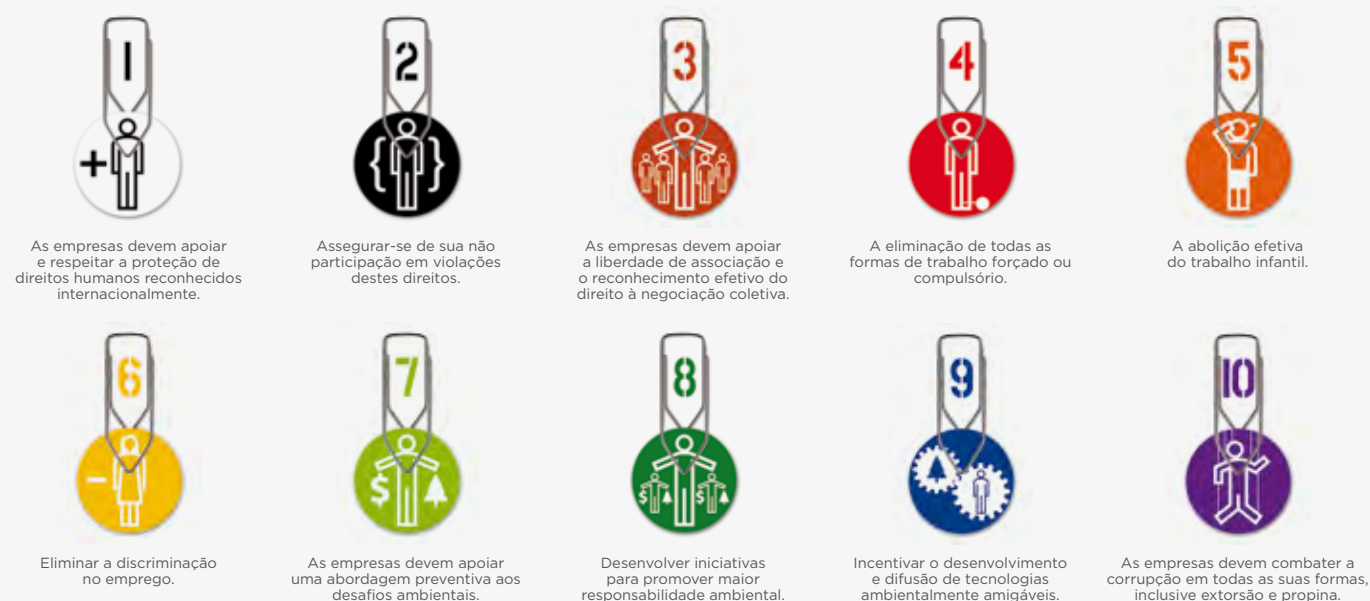 1
As empresas devem apoiar
e respeitar a proteção de
direitos humanos reconhecidos
internacionalmente.
2
Assegurar-se de sua não
participação em violações
destes direitos.
3
As empresas devem apoiar
a liberdade de associação e
o reconhecimento efetivo do
direito à negociação coletiva.
4
A eliminação de todas as
formas de trabalho forçado ou
compulsório.
5
A abolição efetiva
do trabalho infantil.
6
Eliminar a discriminação
no emprego.
7
$
As empresas devem apoiar
uma abordagem preventiva aos
desafios ambientais.
8
$ $
Desenvolver iniciativas
para promover maior
responsabilidade ambiental.
9
Incentivar o desenvolvimento
e difusão de tecnologias
ambientalmente amigáveis.
10
As empresas devem combater a
corrupção em todas as suas formas,
inclusive extorsão e propina.